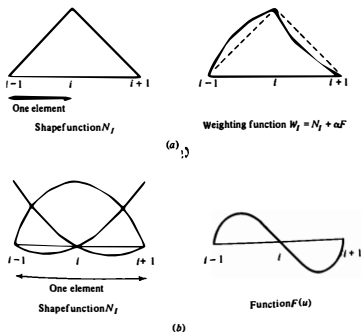 i−1 i i+1
One element
Shapefunction N_I
i−1 i i+1
Weighting function W_I = N_I + αF
(a)
i−1 i i+1
One element
Shapefunction N_I
i−1 i i+1
Function F(u)
(b)